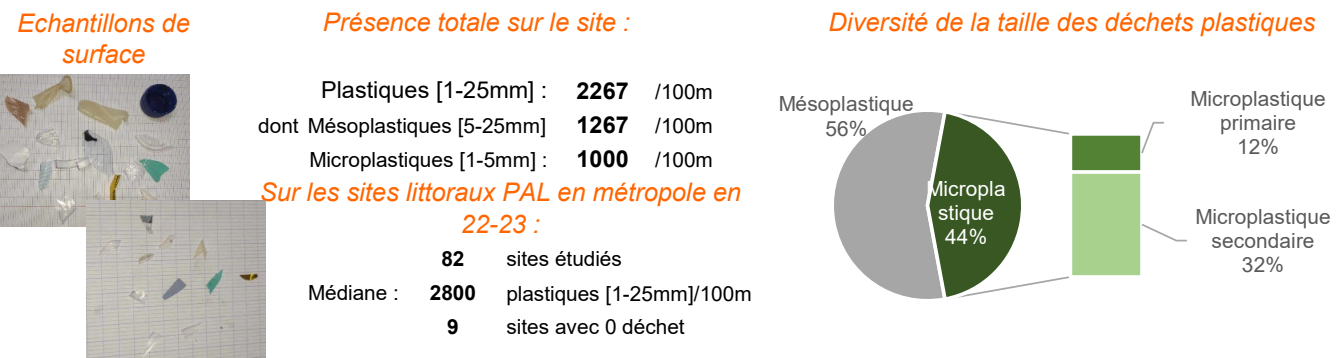 Echantillons de
surface
Présence totale sur le site :
Plastiques [1-25mm] : 2267 /100m
dont Mésoplastiques [5-25mm] 1267 /100m
Microplastiques [1-5mm] : 1000 /100m
Sur les sites littoraux PAL en métropole en
22-23 :
82 sites étudiés
Médiane : 2800 plastiques [1-25mm]/100m
9 sites avec 0 déchet
Diversité de la taille des déchets plastiques
Mésoplastique
56%
Micropla
stique
44%
Microplastique
primaire
12%
Microplastique
secondaire
32%